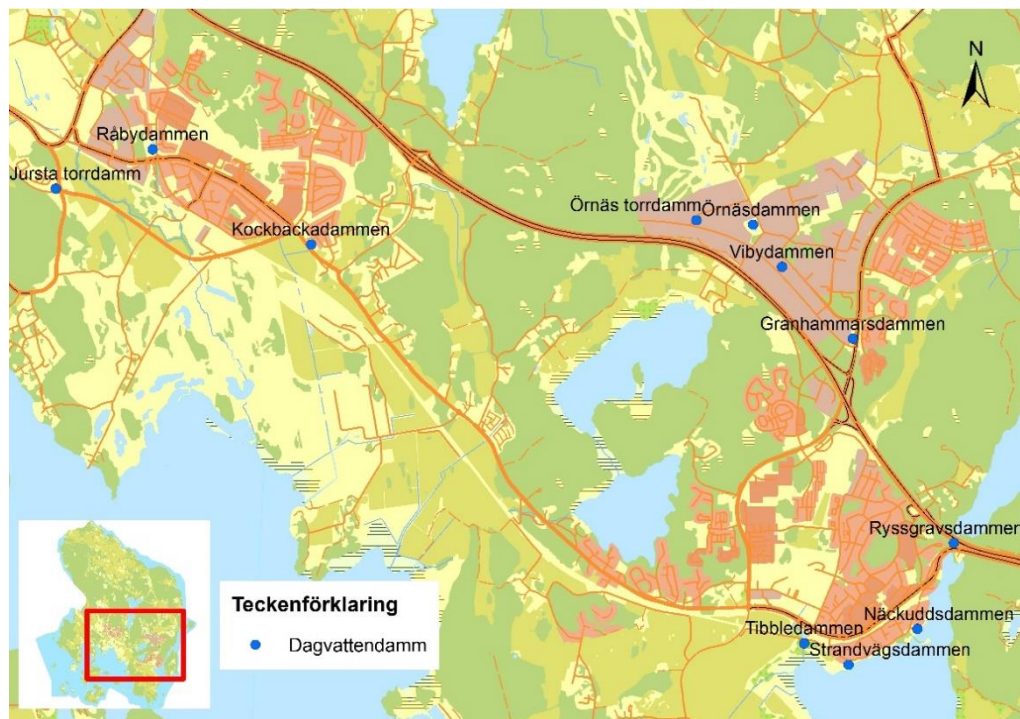 N
Råbydammen
Jursta torrdamm
Kockbackadammen
Örnäs torrdamm
Örnäsdammen
Vibydammen
Granhammarsdammen
Ryssgravsdammen
Näckuddsdammen
Tibbledammen
Strandvägsdammen
Teckenförklaring
Dagvattendamm